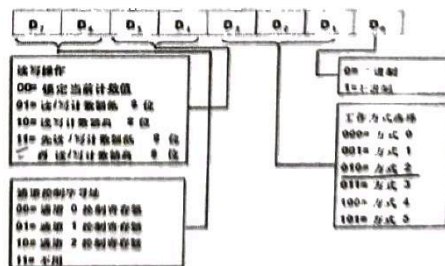 D₇ D₆ D₅ D₄ D₃ D₂ D₁ D₀
读写操作
00= 锁定当前计数值
01= 读/写计数器低 8 位
10= 读/写计数器高 8 位
11= 先读/写计数器低 8 位
再 读/写计数器高 8 位
通道控制字寻址
00= 通道 0 控制寄存器
01= 通道 1 控制寄存器
10= 通道 2 控制寄存器
11= 不用
0=二进制
1=十进制
工作方式选择
000= 方式 0
001= 方式 1
010= 方式 2
011= 方式 3
100= 方式 4
101= 方式 5